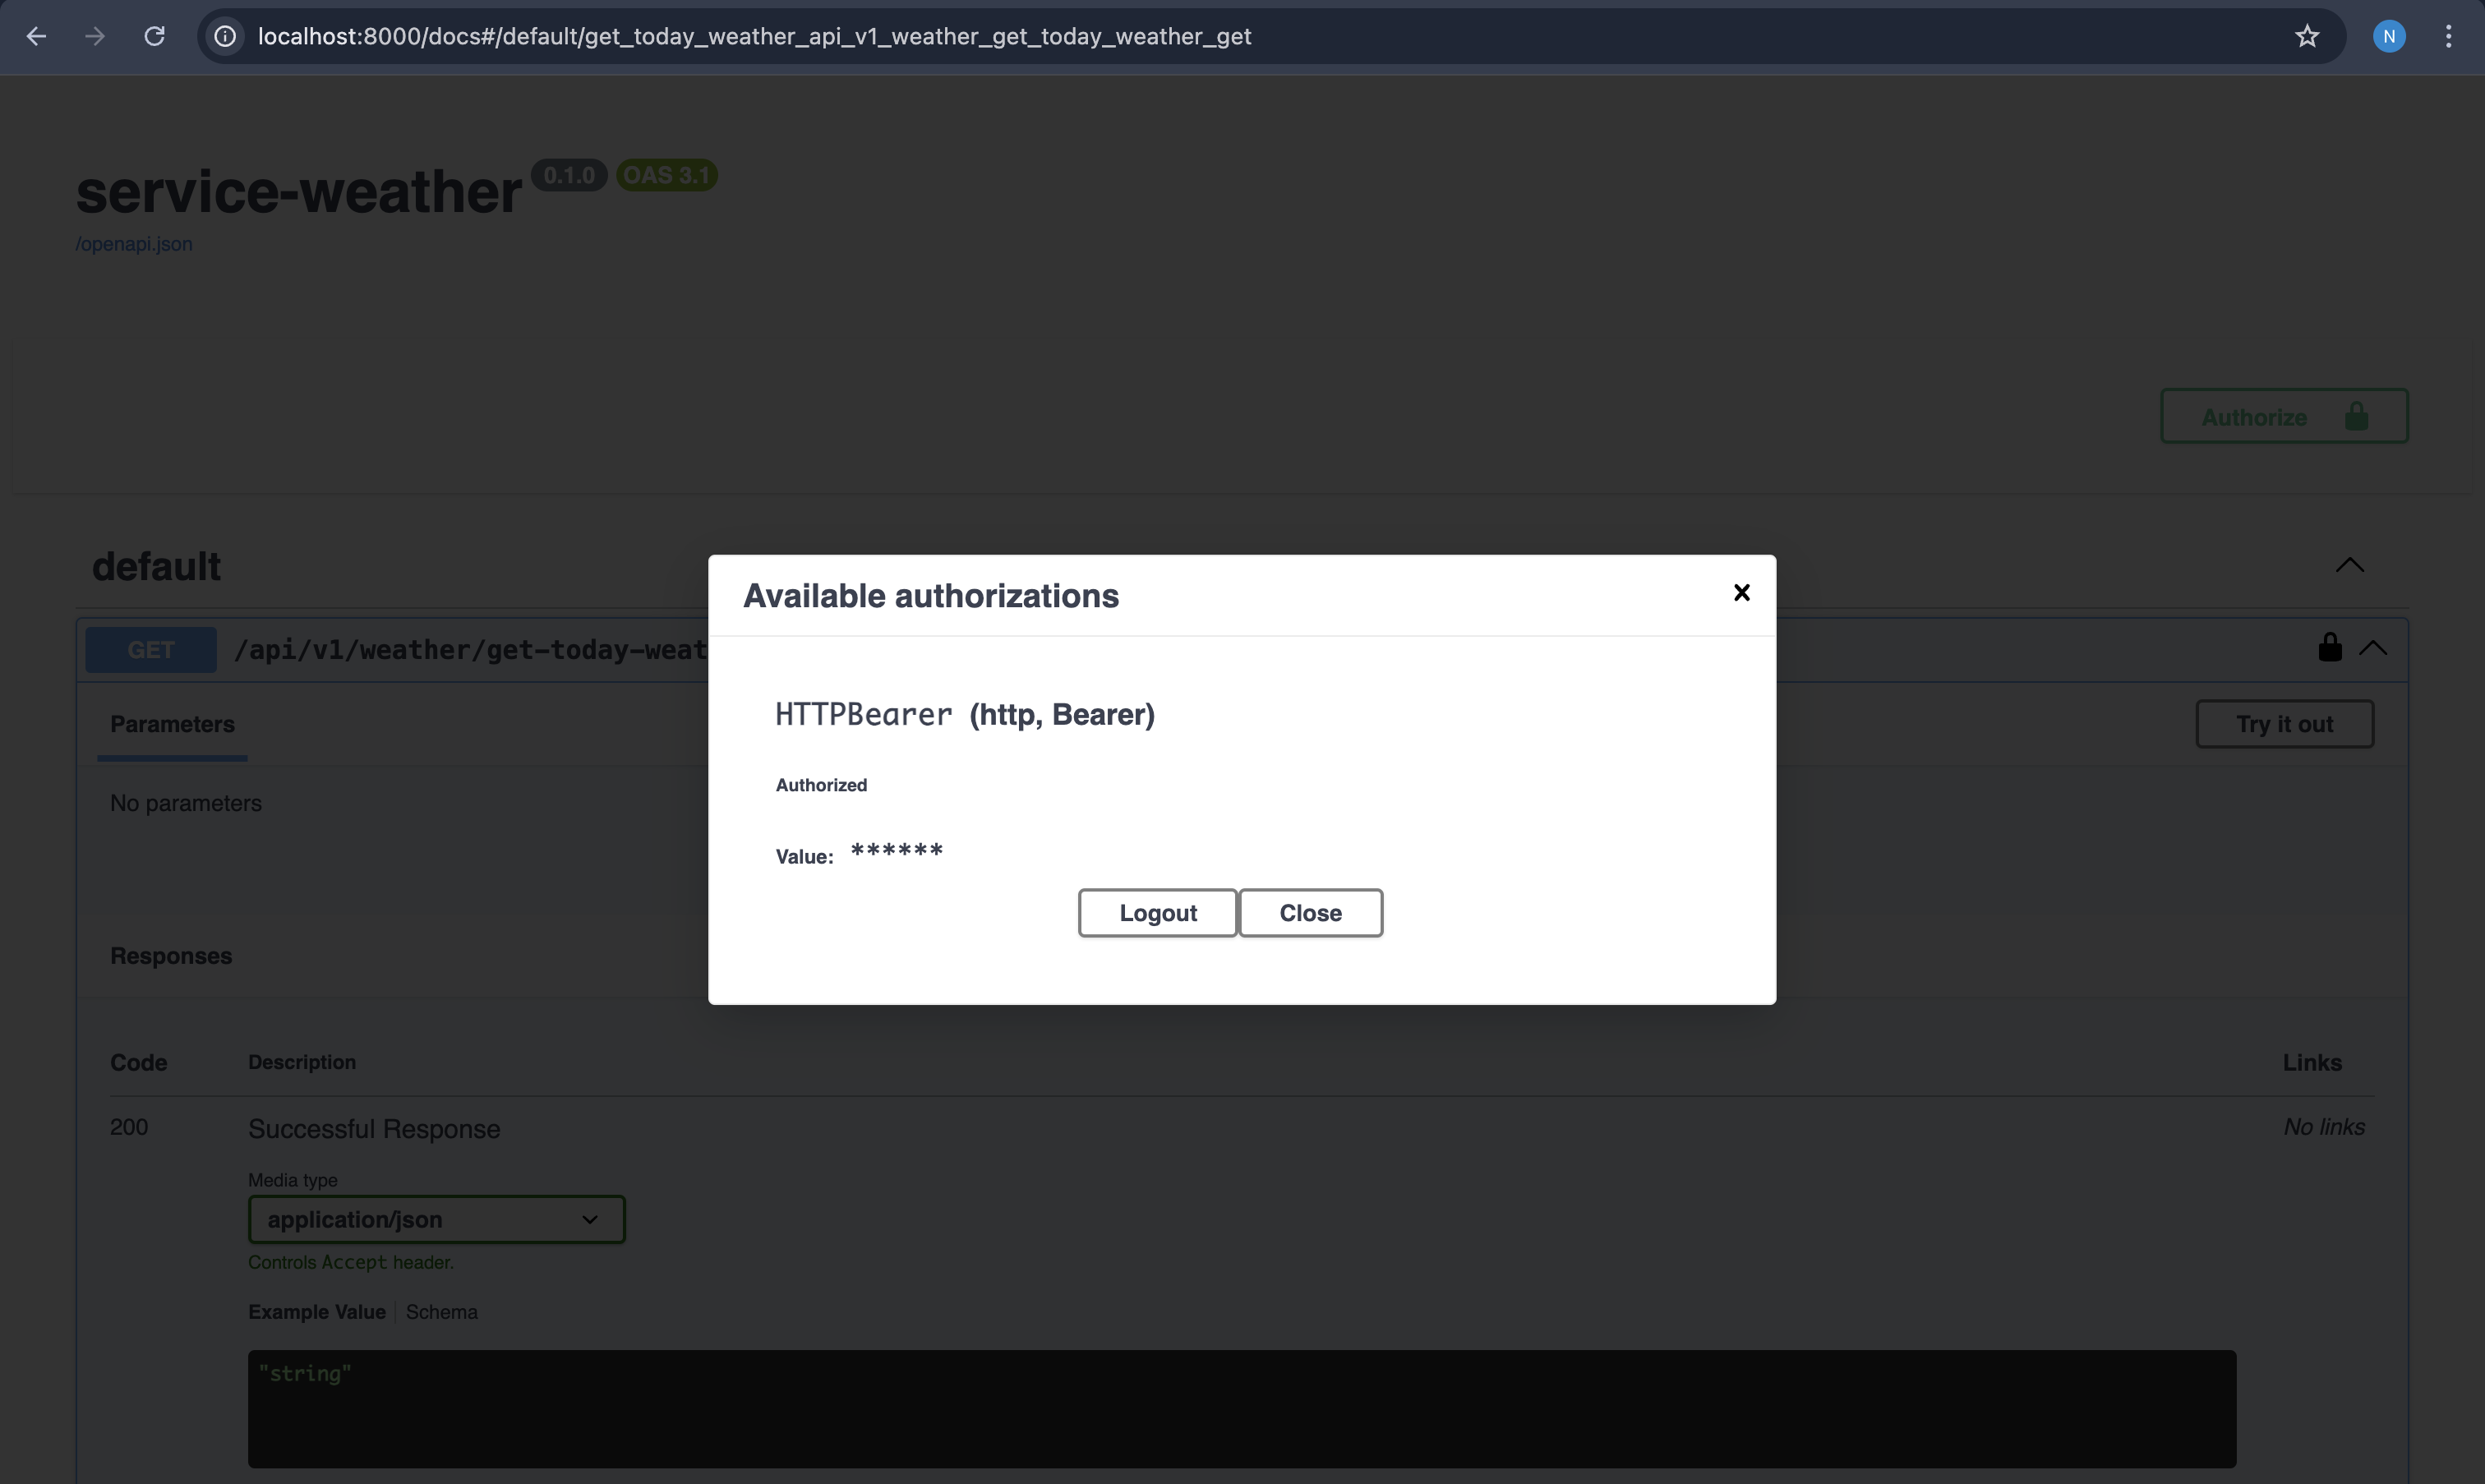 localhost:8000/docs#/default/get_today_weather_api_v1_weather_get_today_weather_get
N
service-weather 0.1.0 OAS 3.1
/openapi.json
Authorize
default
Available authorizations
GET /api/v1/weather/get-today-weat
HTTPBearer (http, Bearer)
Parameters
Try it out
Authorized
No parameters
Value: ******
Logout Close
Responses
Code Description Links
200 Successful Response No links
Media type
application/json
Controls Accept header.
Example Value Schema
"string"